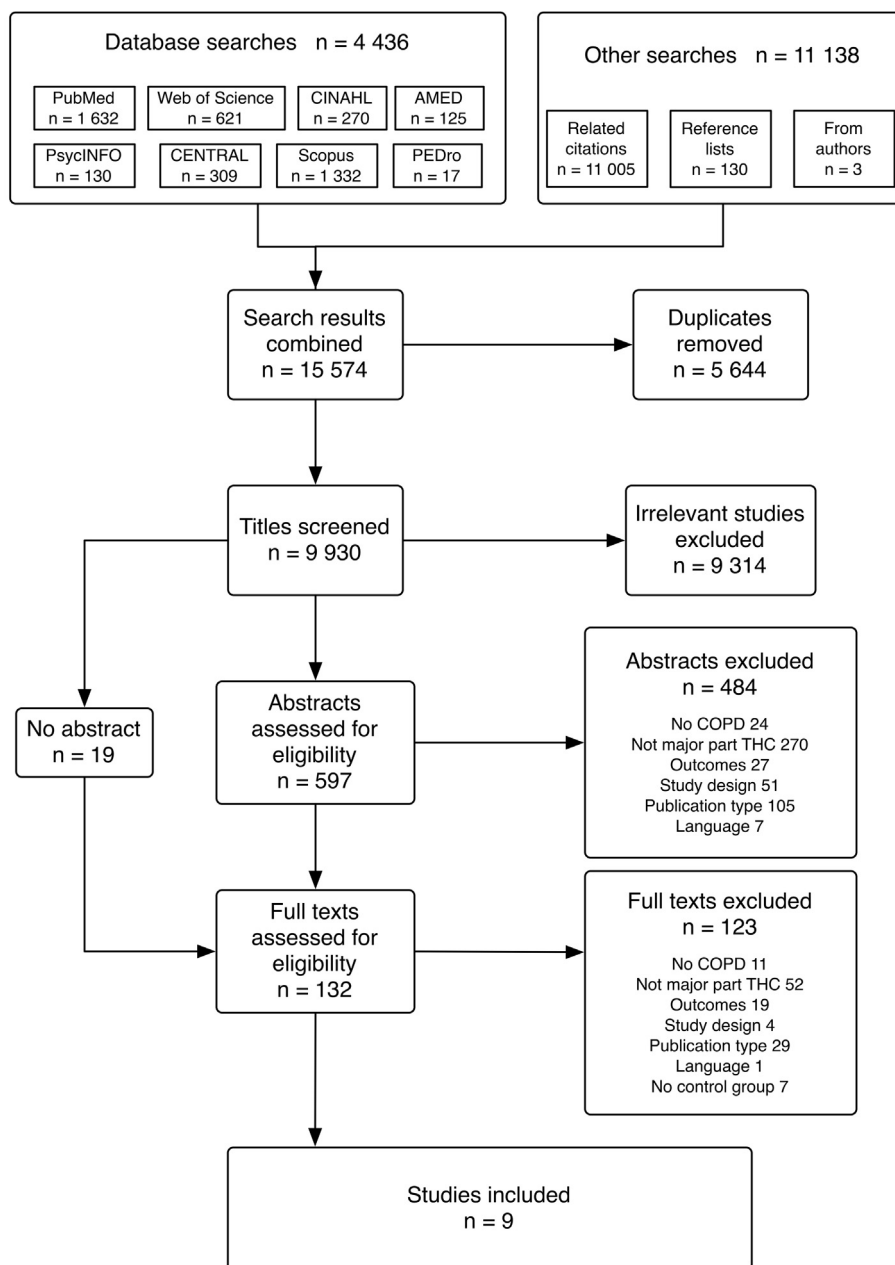 Database searches n = 4 436
PubMed
n = 1 632
Web of Science
n = 621
CINAHL
n = 270
AMED
n = 125
PsycINFO
n = 130
CENTRAL
n = 309
Scopus
n = 1 332
PEDro
n = 17
Other searches n = 11 138
Related
citations
n = 11 005
Reference
lists
n = 130
From
authors
n = 3
Search results
combined
n = 15 574
Duplicates
removed
n = 5 644
Titles screened
n = 9 930
Irrelevant studies
excluded
n = 9 314
No abstract
n = 19
Abstracts
assessed for
eligibility
n = 597
Abstracts excluded
n = 484
No COPD 24
Not major part THC 270
Outcomes 27
Study design 51
Publication type 105
Language 7
Full texts
assessed for
eligibility
n = 132
Full texts excluded
n = 123
No COPD 11
Not major part THC 52
Outcomes 19
Study design 4
Publication type 29
Language 1
No control group 7
Studies included
n = 9